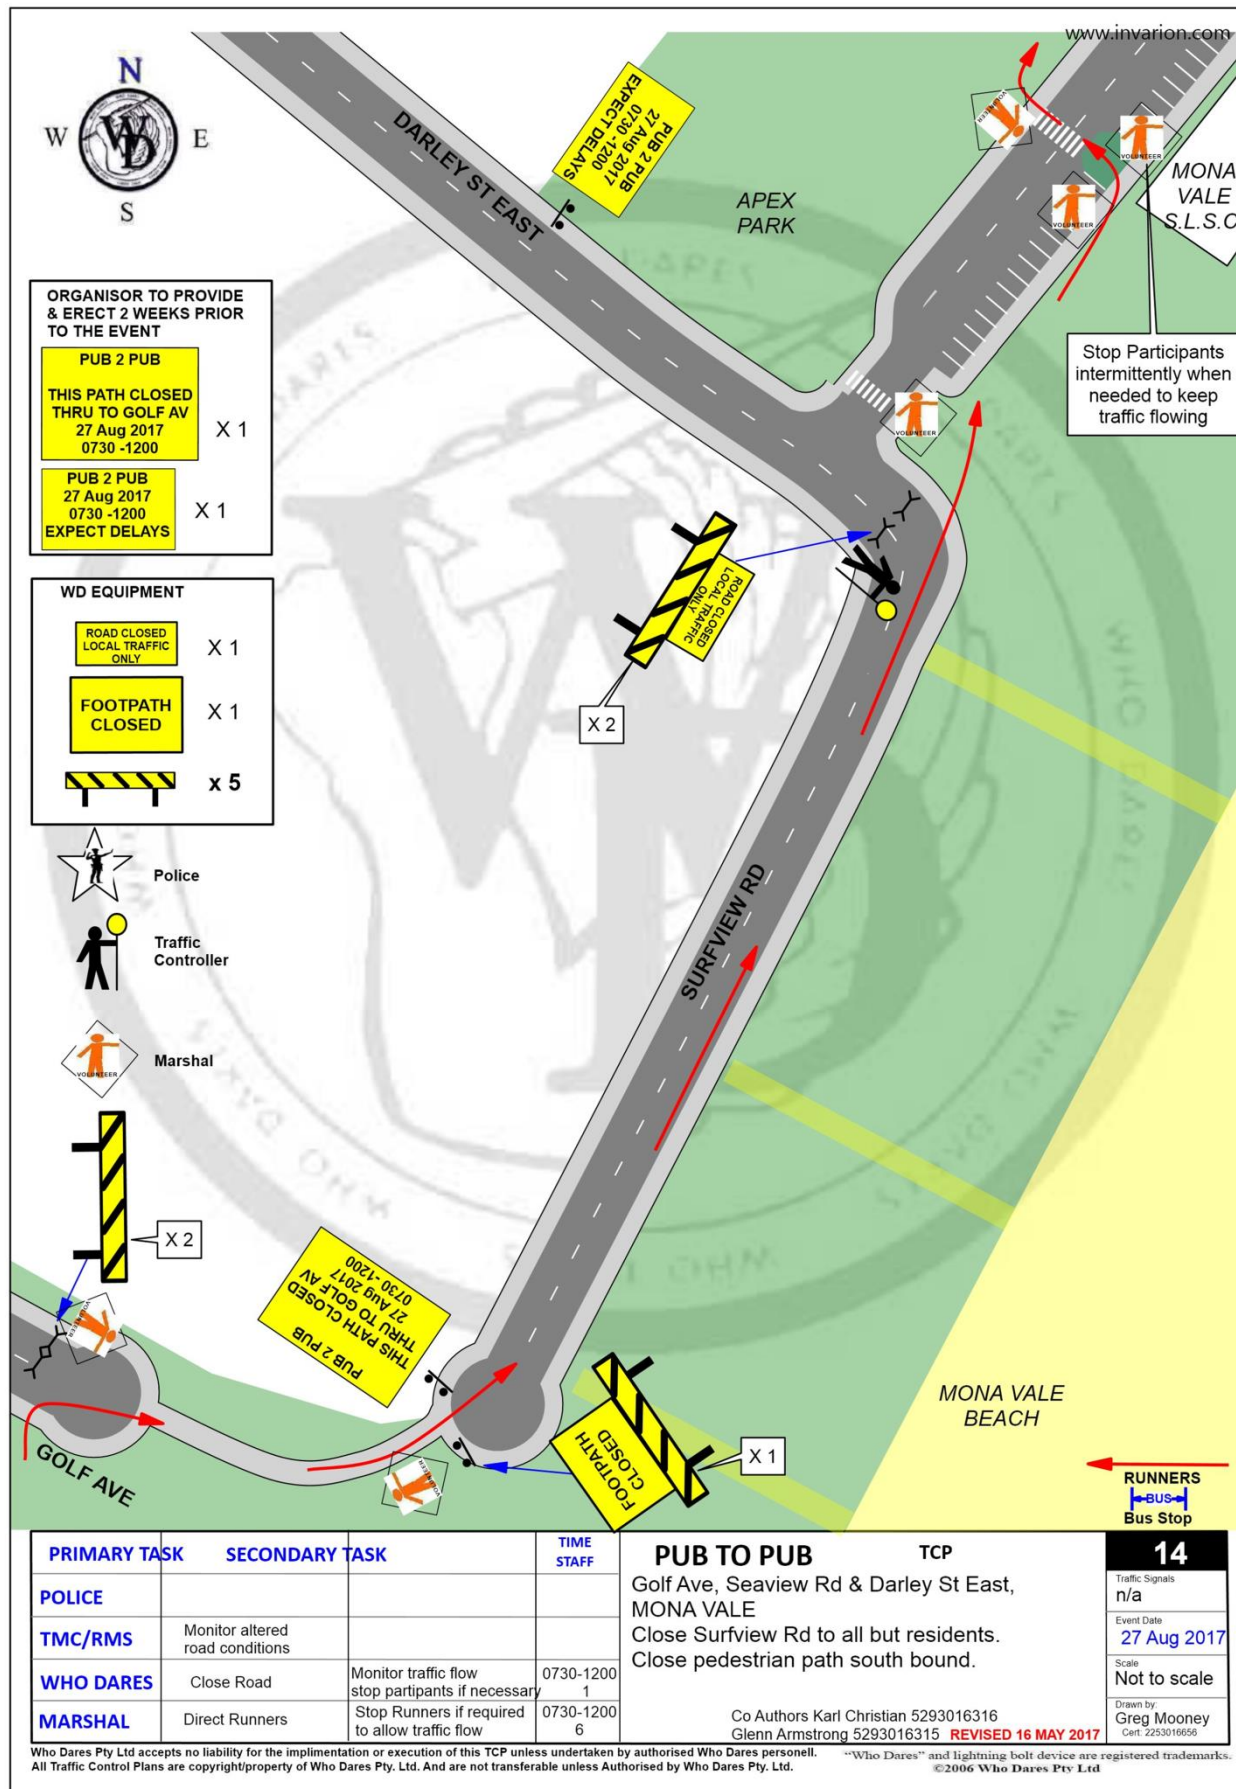 www.invarion.com
N
W
E
S
PUB 2 PUB
27 Aug 2017
0730 -1200
EXPECT DELAYS
DARLEY ST EAST
APEX
PARK
VOLUNTEER
VOLUNTEER
VOLUNTEER
MONA
VALE
S.L.S.C
Stop Participants
intermittently when
needed to keep
traffic flowing
VOLUNTEER
ORGANISOR TO PROVIDE
& ERECT 2 WEEKS PRIOR
TO THE EVENT
PUB 2 PUB
THIS PATH CLOSED
THRU TO GOLF AV
27 Aug 2017
0730 -1200
X 1
PUB 2 PUB
27 Aug 2017
0730 -1200
EXPECT DELAYS
X 1
WD EQUIPMENT
ROAD CLOSED
LOCAL TRAFFIC
ONLY
X 1
FOOTPATH
CLOSED
X 1
x 5
ROAD CLOSED
LOCAL TRAFFIC
ONLY
X 2
Police
Traffic
Controller
VOLUNTEER
Marshal
SURFVIEW RD
X 2
VOLUNTEER
PUB 2 PUB
THIS PATH CLOSED
THRU TO GOLF AV
27 Aug 2017
0730 -1200
GOLF AVE
VOLUNTEER
FOOTPATH
CLOSED
X 1
MONA VALE
BEACH
RUNNERS
BUS
Bus Stop
WHO DARES
WHO DARES
WHO DARES
PRIMARY TASK SECONDARY TASK TIME
STAFF
POLICE
TMC/RMS Monitor altered
road conditions
WHO DARES Close Road Monitor traffic flow
stop partipants if necessary 0730-1200
1
MARSHAL Direct Runners Stop Runners if required
to allow traffic flow 0730-1200
6
PUB TO PUB TCP
Golf Ave, Seaview Rd & Darley St East,
MONA VALE
Close Surfview Rd to all but residents.
Close pedestrian path south bound.
Co Authors Karl Christian 5293016316
Glenn Armstrong 5293016315 REVISED 16 MAY 2017
14
Traffic Signals
n/a
Event Date
27 Aug 2017
Scale
Not to scale
Drawn by:
Greg Mooney
Cert: 2253016656
Who Dares Pty Ltd accepts no liability for the implimentation or execution of this TCP unless undertaken by authorised Who Dares personell.
All Traffic Control Plans are copyright/property of Who Dares Pty. Ltd. And are not transferable unless Authorised by Who Dares Pty. Ltd.
“Who Dares” and lightning bolt device are registered trademarks.
©2006 Who Dares Pty Ltd